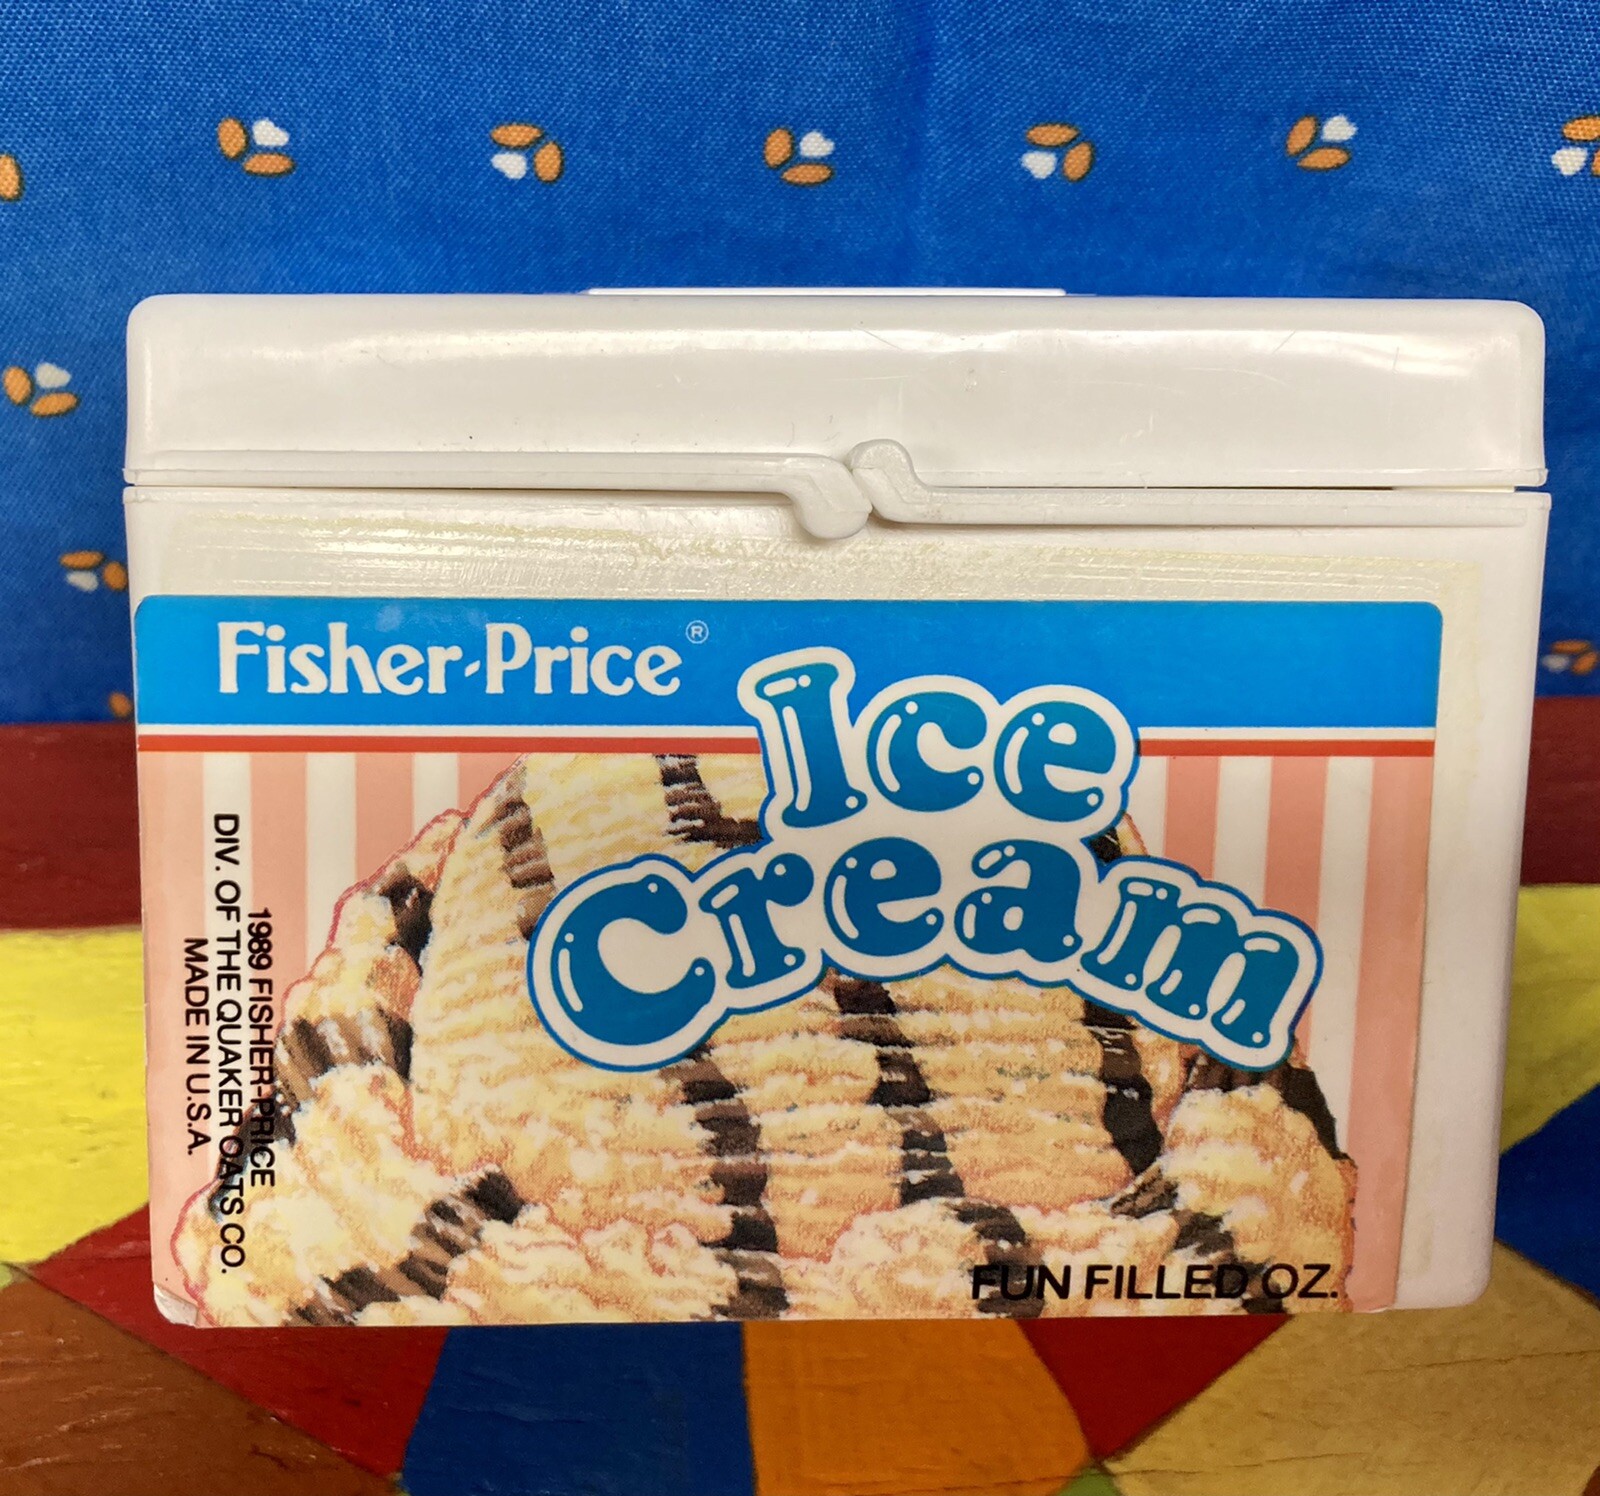 Fisher-Price®
Ice
Cream
1989 FISHER-PRICE
DIV. OF THE QUAKER OATS CO.
MADE IN U.S.A.
FUN FILLED OZ.